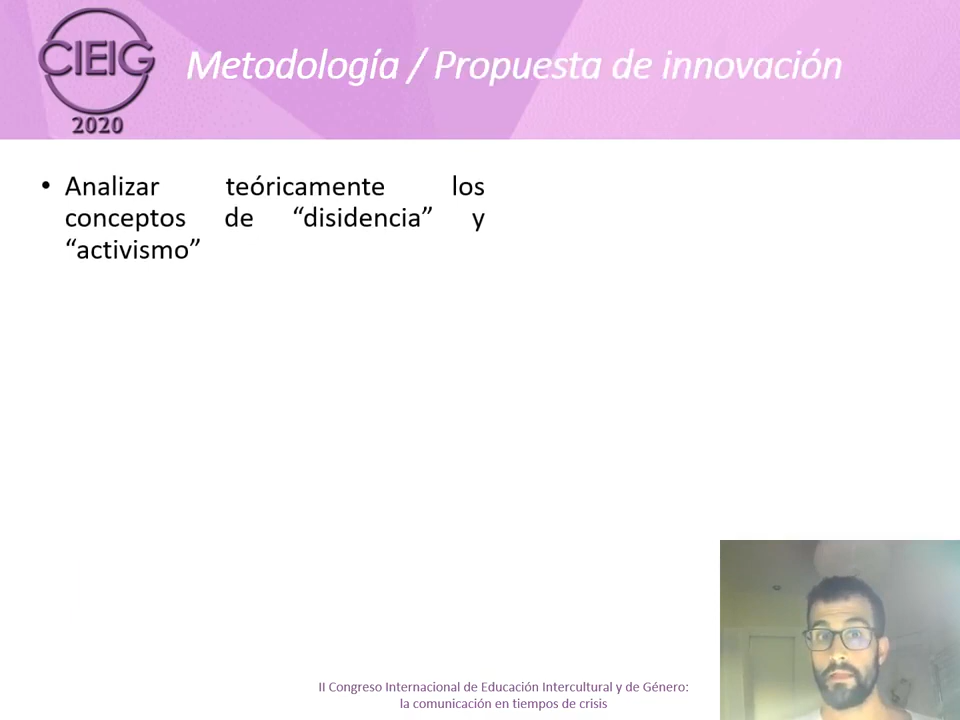 CIEIG
2020
Metodología / Propuesta de innovación
• Analizar teóricamente los
conceptos de “disidencia” y
“activismo”
II Congreso Internacional de Educación Intercultural y de Género:
la comunicación en tiempos de crisis